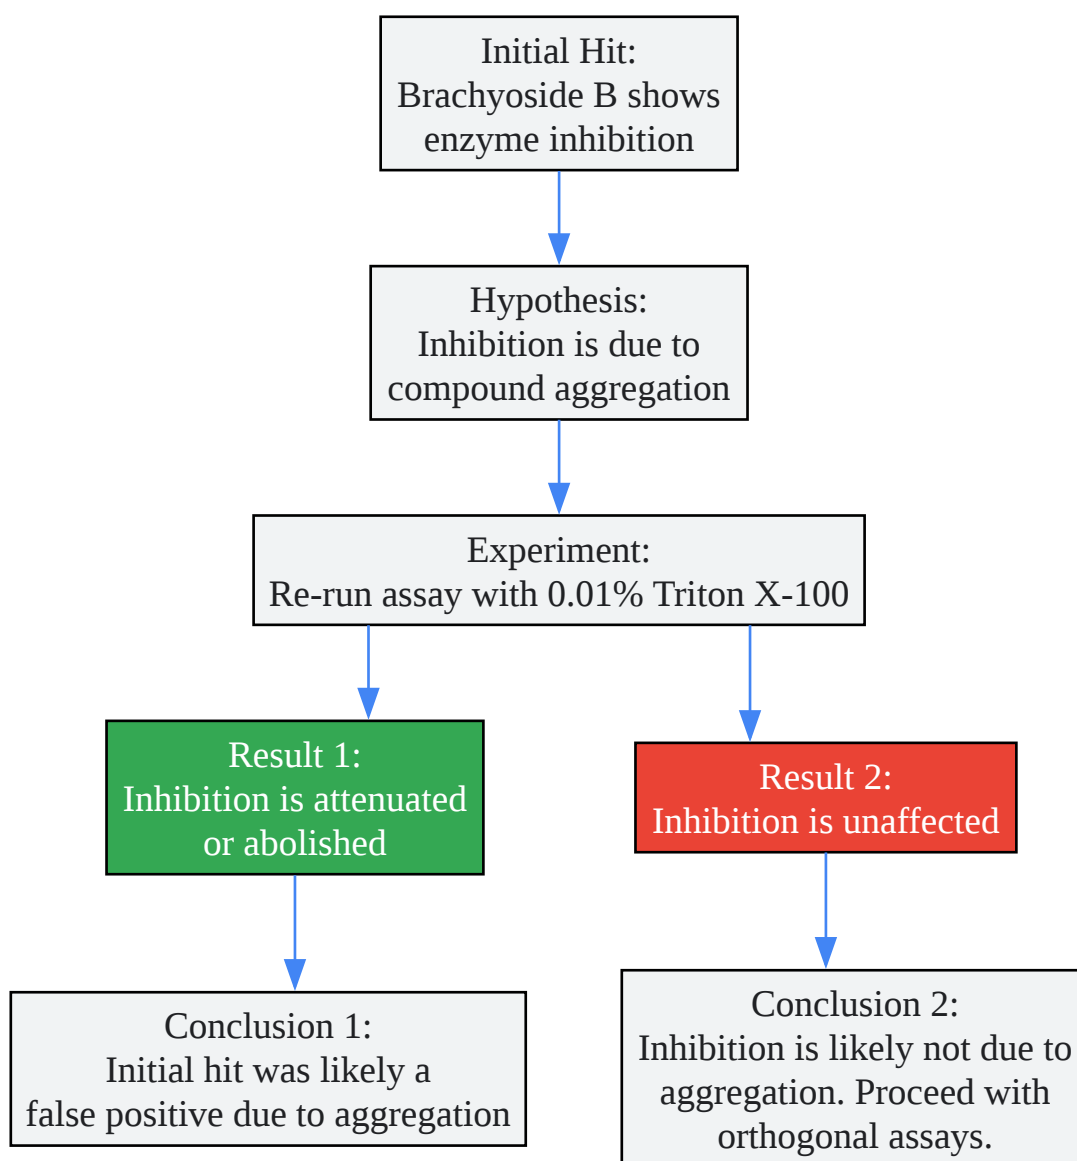 Initial Hit:
Brachyoside B shows
enzyme inhibition
Hypothesis:
Inhibition is due to
compound aggregation
Experiment:
Re-run assay with 0.01% Triton X-100
Result 1:
Inhibition is attenuated
or abolished
Result 2:
Inhibition is unaffected
Conclusion 1:
Initial hit was likely a
false positive due to aggregation
Conclusion 2:
Inhibition is likely not due to
aggregation. Proceed with
orthogonal assays.